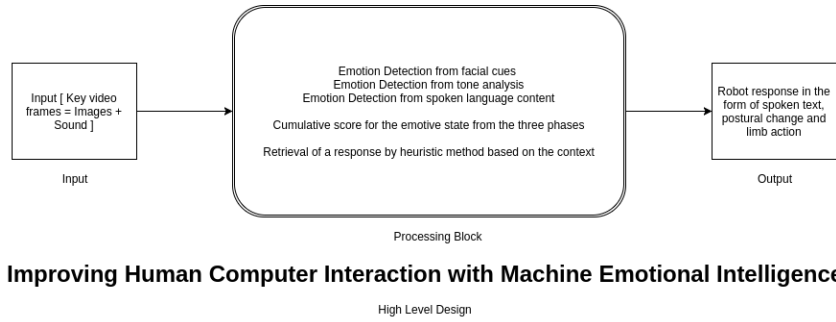 Input [ Key video
frames = Images +
Sound ]
Input
Emotion Detection from facial cues
Emotion Detection from tone analysis
Emotion Detection from spoken language content
Cumulative score for the emotive state from the three phases
Retrieval of a response by heuristic method based on the context
Processing Block
Robot response in the
form of spoken text,
postural change and
limb action
Output
Improving Human Computer Interaction with Machine Emotional Intelligence
High Level Design